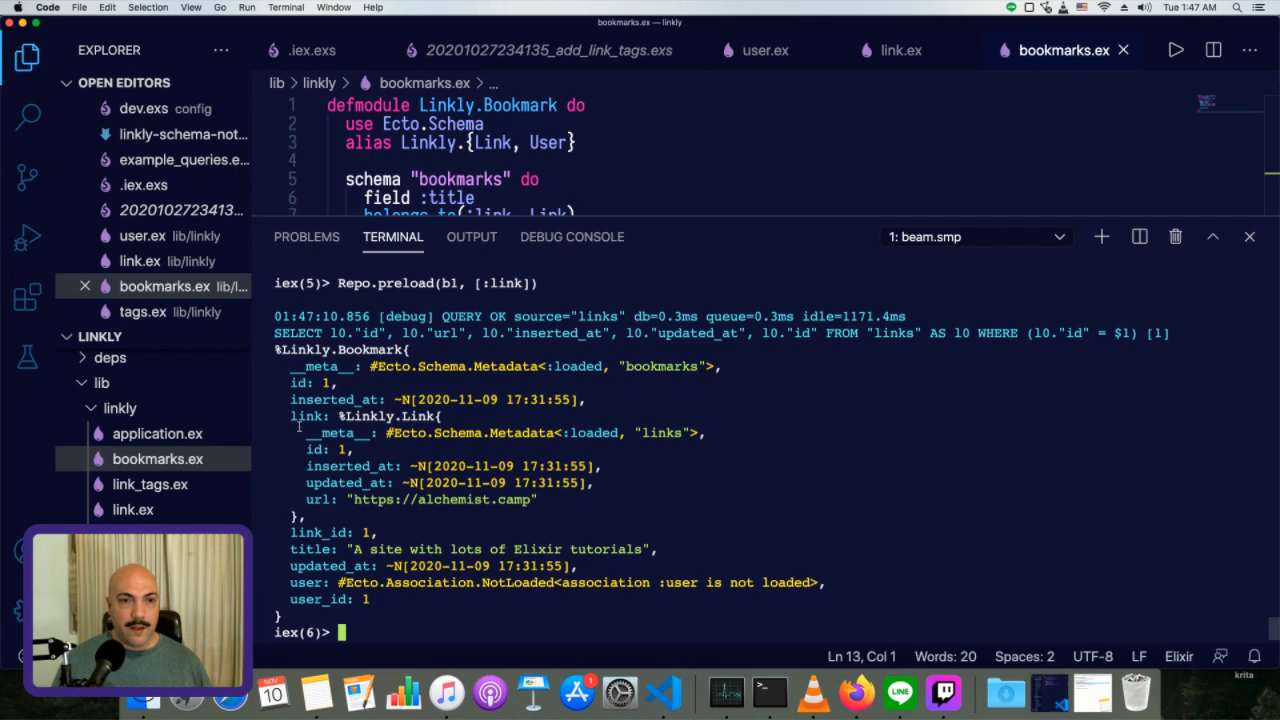 Code File Edit Selection View Go Run Terminal Window Help
Tue 1:47 AM
bookmarks.ex — linkly
EXPLORER
.iex.exs
20201027234135_add_link_tags.exs
user.ex
link.ex
bookmarks.ex
OPEN EDITORS
dev.exs config
linkly-schema-not...
example_queries.e...
.iex.exs
2020102723413...
user.ex lib/linkly
link.ex lib/linkly
bookmarks.ex lib/l...
tags.ex lib/linkly
LINKLY
deps
lib
linkly
application.ex
bookmarks.ex
link_tags.ex
link.ex
lib > linkly > bookmarks.ex > ...
1 defmodule Linkly.Bookmark do
2 use Ecto.Schema
3 alias Linkly.{Link, User}
4
5 schema "bookmarks" do
6 field :title
7 belongs_to(:link, Link)
PROBLEMS TERMINAL OUTPUT DEBUG CONSOLE
1: beam.smp
iex(5)> Repo.preload(b1, [:link])
01:47:10.856 [debug] QUERY OK source="links" db=0.3ms queue=0.3ms idle=1171.4ms
SELECT l0."id", l0."url", l0."inserted_at", l0."updated_at", l0."id" FROM "links" AS l0 WHERE (l0."id" = $1) [1]
%Linkly.Bookmark{
__meta__: #Ecto.Schema.Metadata<:loaded, "bookmarks">,
id: 1,
inserted_at: ~N[2020-11-09 17:31:55],
link: %Linkly.Link{
__meta__: #Ecto.Schema.Metadata<:loaded, "links">,
id: 1,
inserted_at: ~N[2020-11-09 17:31:55],
updated_at: ~N[2020-11-09 17:31:55],
url: "https://alchemist.camp"
},
link_id: 1,
title: "A site with lots of Elixir tutorials",
updated_at: ~N[2020-11-09 17:31:55],
user: #Ecto.Association.NotLoaded<association :user is not loaded>,
user_id: 1
}
iex(6)>
Ln 13, Col 1 Words: 20 Spaces: 2 UTF-8 LF Elixir
NOV
10
1
LINE
krita